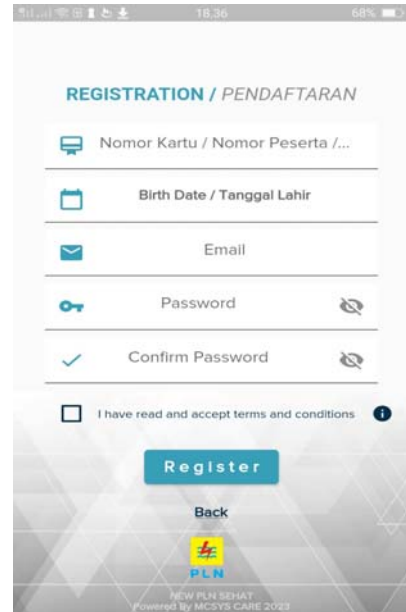 18.36
68%
REGISTRATION / PENDAFTARAN
Nomor Kartu / Nomor Peserta /...
Birth Date / Tanggal Lahir
Email
Password
Confirm Password
I have read and accept terms and conditions
Register
Back
PLN
NEW PLN SEHAT
Powered By MCSYS CARE 2023